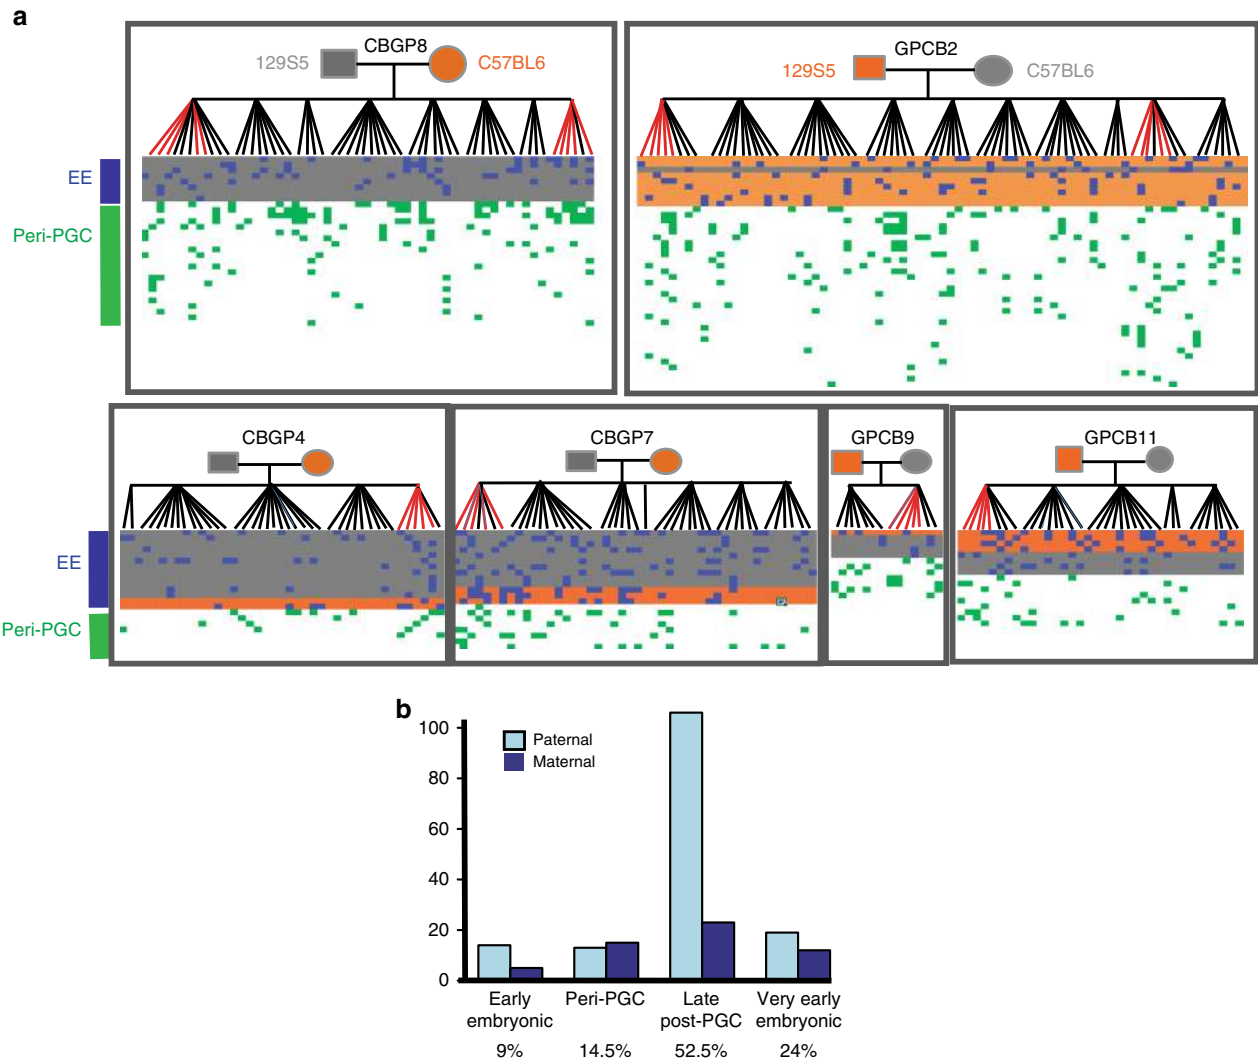 a
CBGP8
129S5
C57BL6
GPCB2
129S5
C57BL6
EE
Peri-PGC
CBGP4
CBGP7
GPCB9
GPCB11
EE
Peri-PGC
b
100
80
60
40
20
0
Paternal
Maternal
Early
embryonic
Peri-PGC
Late
post-PGC
Very early
embryonic
9%
14.5%
52.5%
24%